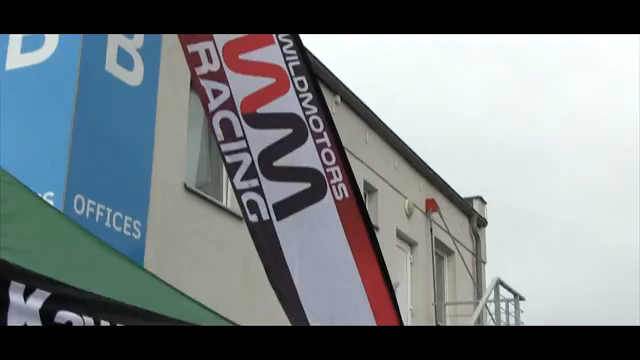 B
B
OFFICES
RACING
WM
WILDMOTORS